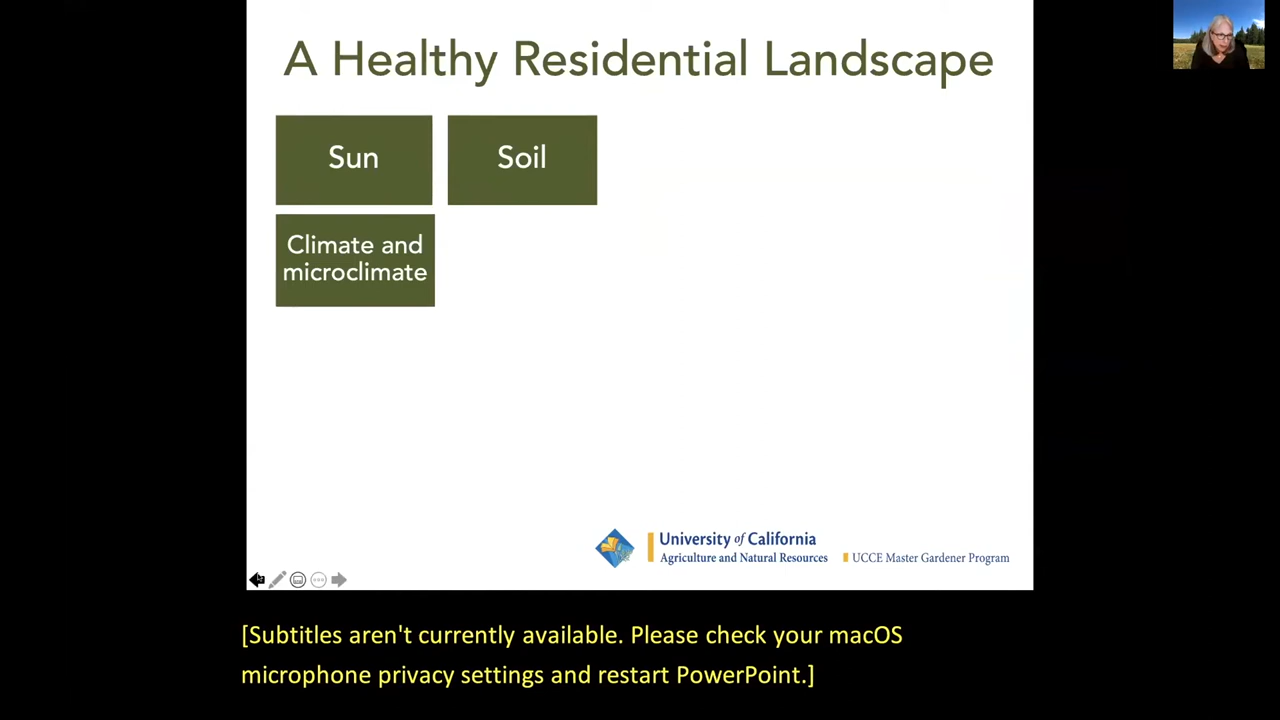 A Healthy Residential Landscape
Sun
Soil
Climate and
microclimate
University of California
Agriculture and Natural Resources
UCCE Master Gardener Program
[Subtitles aren't currently available. Please check your macOS
microphone privacy settings and restart PowerPoint.]